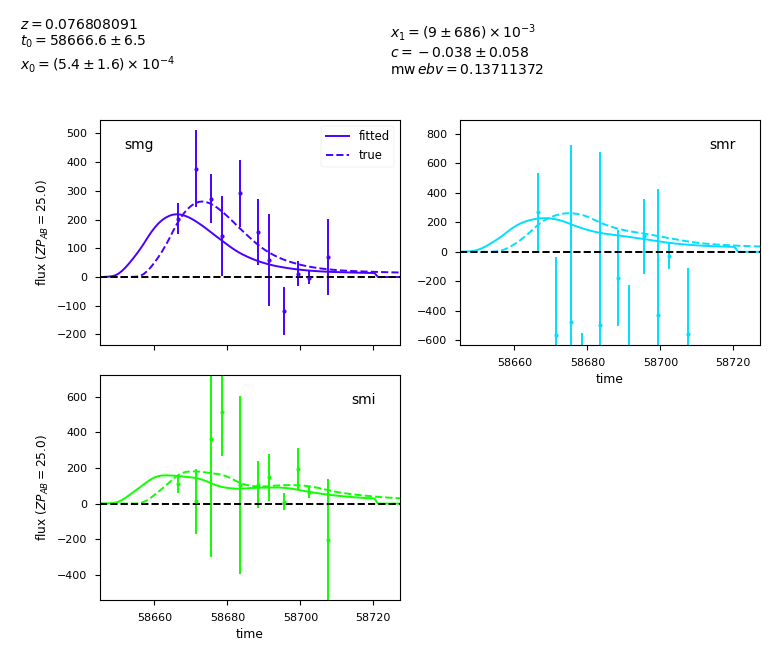 z = 0.076808091
t₀ = 58666.6 ± 6.5
x₀ = (5.4 ± 1.6) × 10⁻⁴
x₁ = (9 ± 686) × 10⁻³
c = −0.038 ± 0.058
mw ebv = 0.13711372
smg
fitted
true
flux (ZP_AB = 25.0)
500
400
300
200
100
0
−100
−200
smr
800
600
400
200
0
−200
−400
−600
58660
58680
58700
58720
time
smi
flux (ZP_AB = 25.0)
600
400
200
0
−200
−400
58660
58680
58700
58720
time